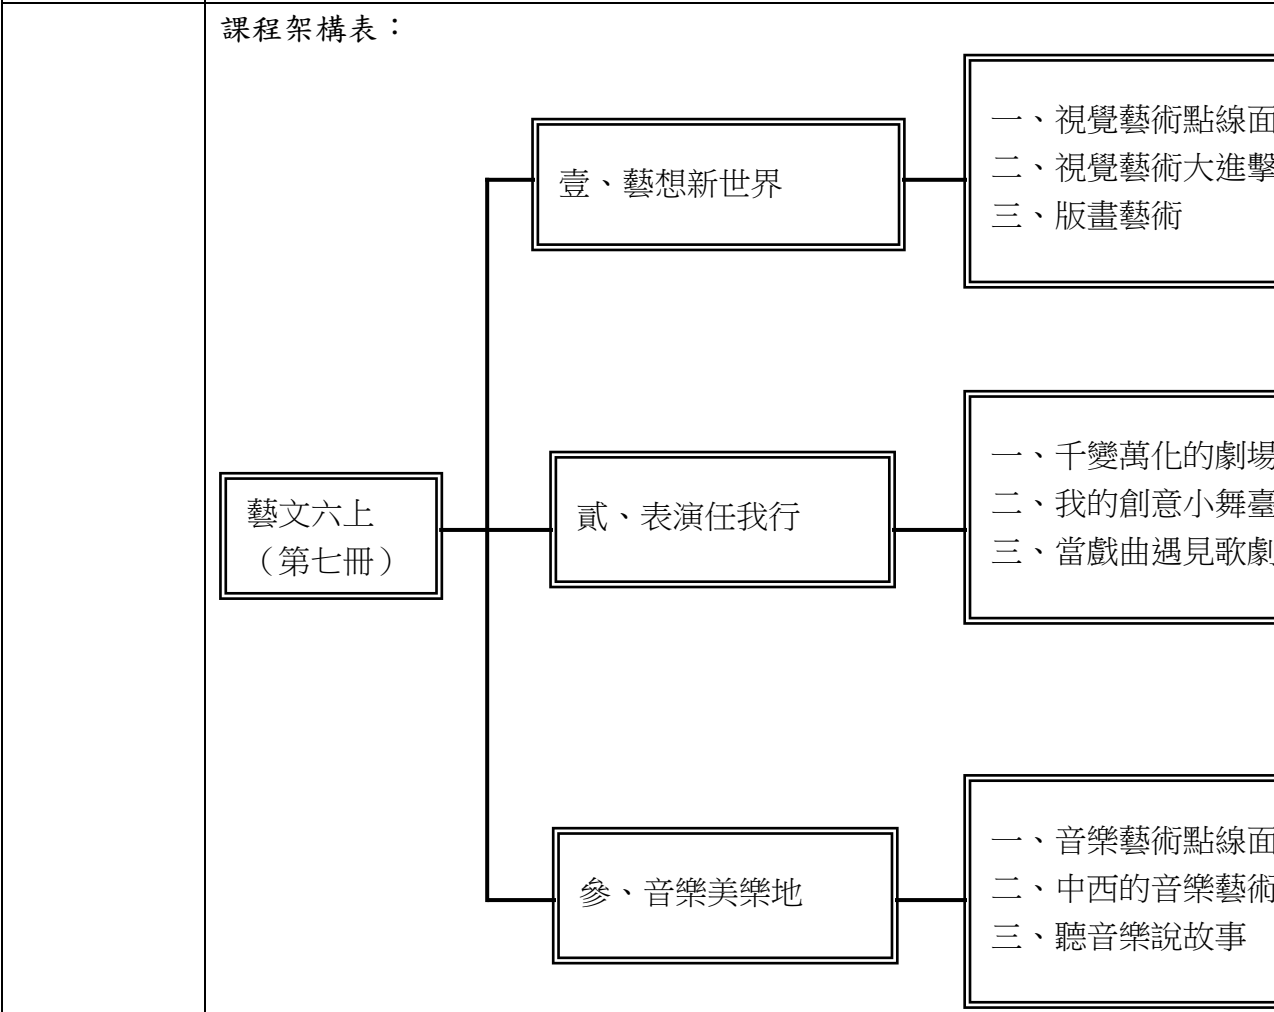 課程架構表：
藝文六上
（第七冊）
壹、藝想新世界
一、視覺藝術點線面
二、視覺藝術大進擊
三、版畫藝術
貳、表演任我行
一、千變萬化的劇場
二、我的創意小舞臺
三、當戲曲遇見歌劇
參、音樂美樂地
一、音樂藝術點線面
二、中西的音樂藝術
三、聽音樂說故事